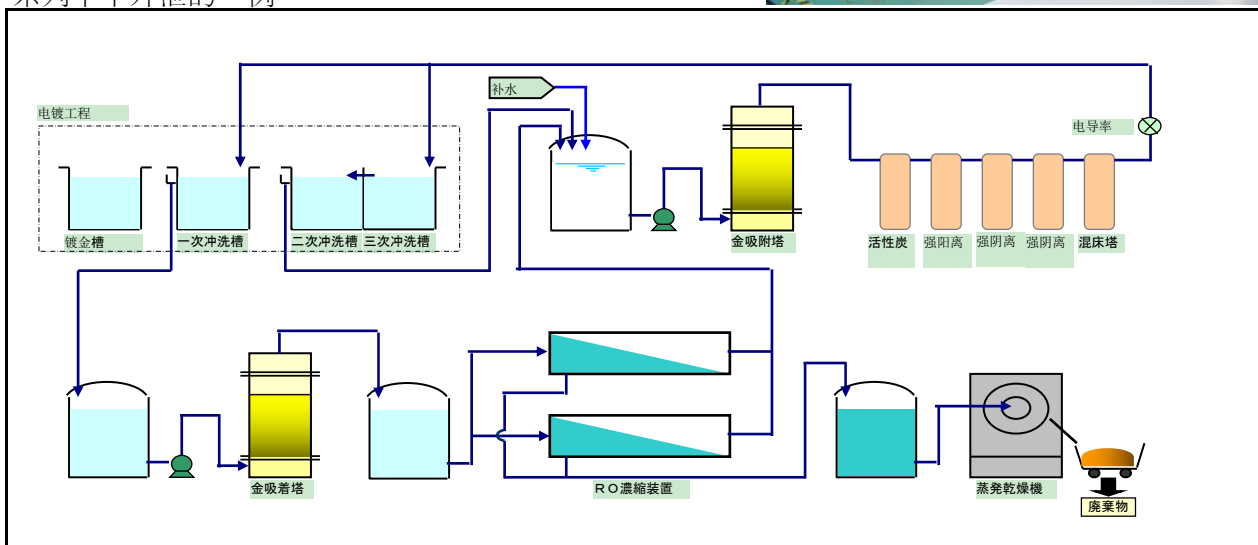 补水
电镀工程
电导率
镀金槽
一次冲洗槽
二次冲洗槽
三次冲洗槽
金吸附塔
活性炭
强阳离
强阴离
强阴离
混床塔
金吸着塔
RO濃縮装置
蒸発乾燥機
廃棄物